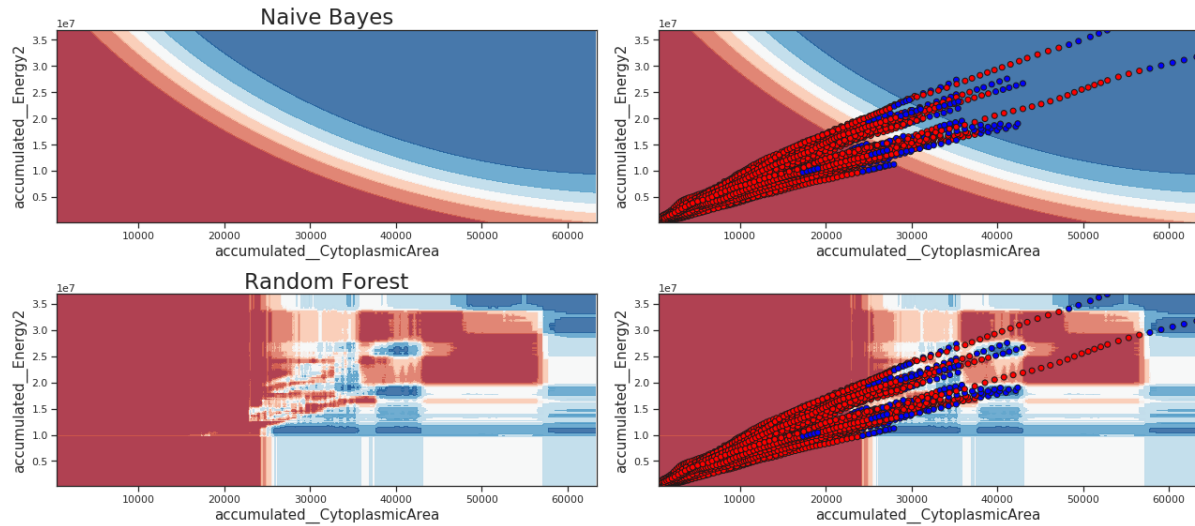 Naive Bayes
1e7
3.5
3.0
2.5
2.0
1.5
1.0
0.5
accumulated__Energy2
10000 20000 30000 40000 50000 60000
accumulated__CytoplasmicArea
1e7
3.5
3.0
2.5
2.0
1.5
1.0
0.5
accumulated__Energy2
10000 20000 30000 40000 50000 60000
accumulated__CytoplasmicArea
Random Forest
1e7
3.5
3.0
2.5
2.0
1.5
1.0
0.5
accumulated__Energy2
10000 20000 30000 40000 50000 60000
accumulated__CytoplasmicArea
1e7
3.5
3.0
2.5
2.0
1.5
1.0
0.5
accumulated__Energy2
10000 20000 30000 40000 50000 60000
accumulated__CytoplasmicArea